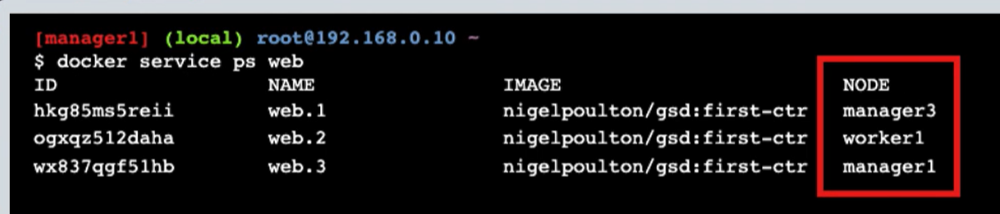 [manager1] (local) root@192.168.0.10 ~
$ docker service ps web
ID NAME IMAGE NODE
hkg85ms5reii web.1 nigelpoulton/gsd:first-ctr manager3
ogxqz512daha web.2 nigelpoulton/gsd:first-ctr worker1
wx837qgf51hb web.3 nigelpoulton/gsd:first-ctr manager1